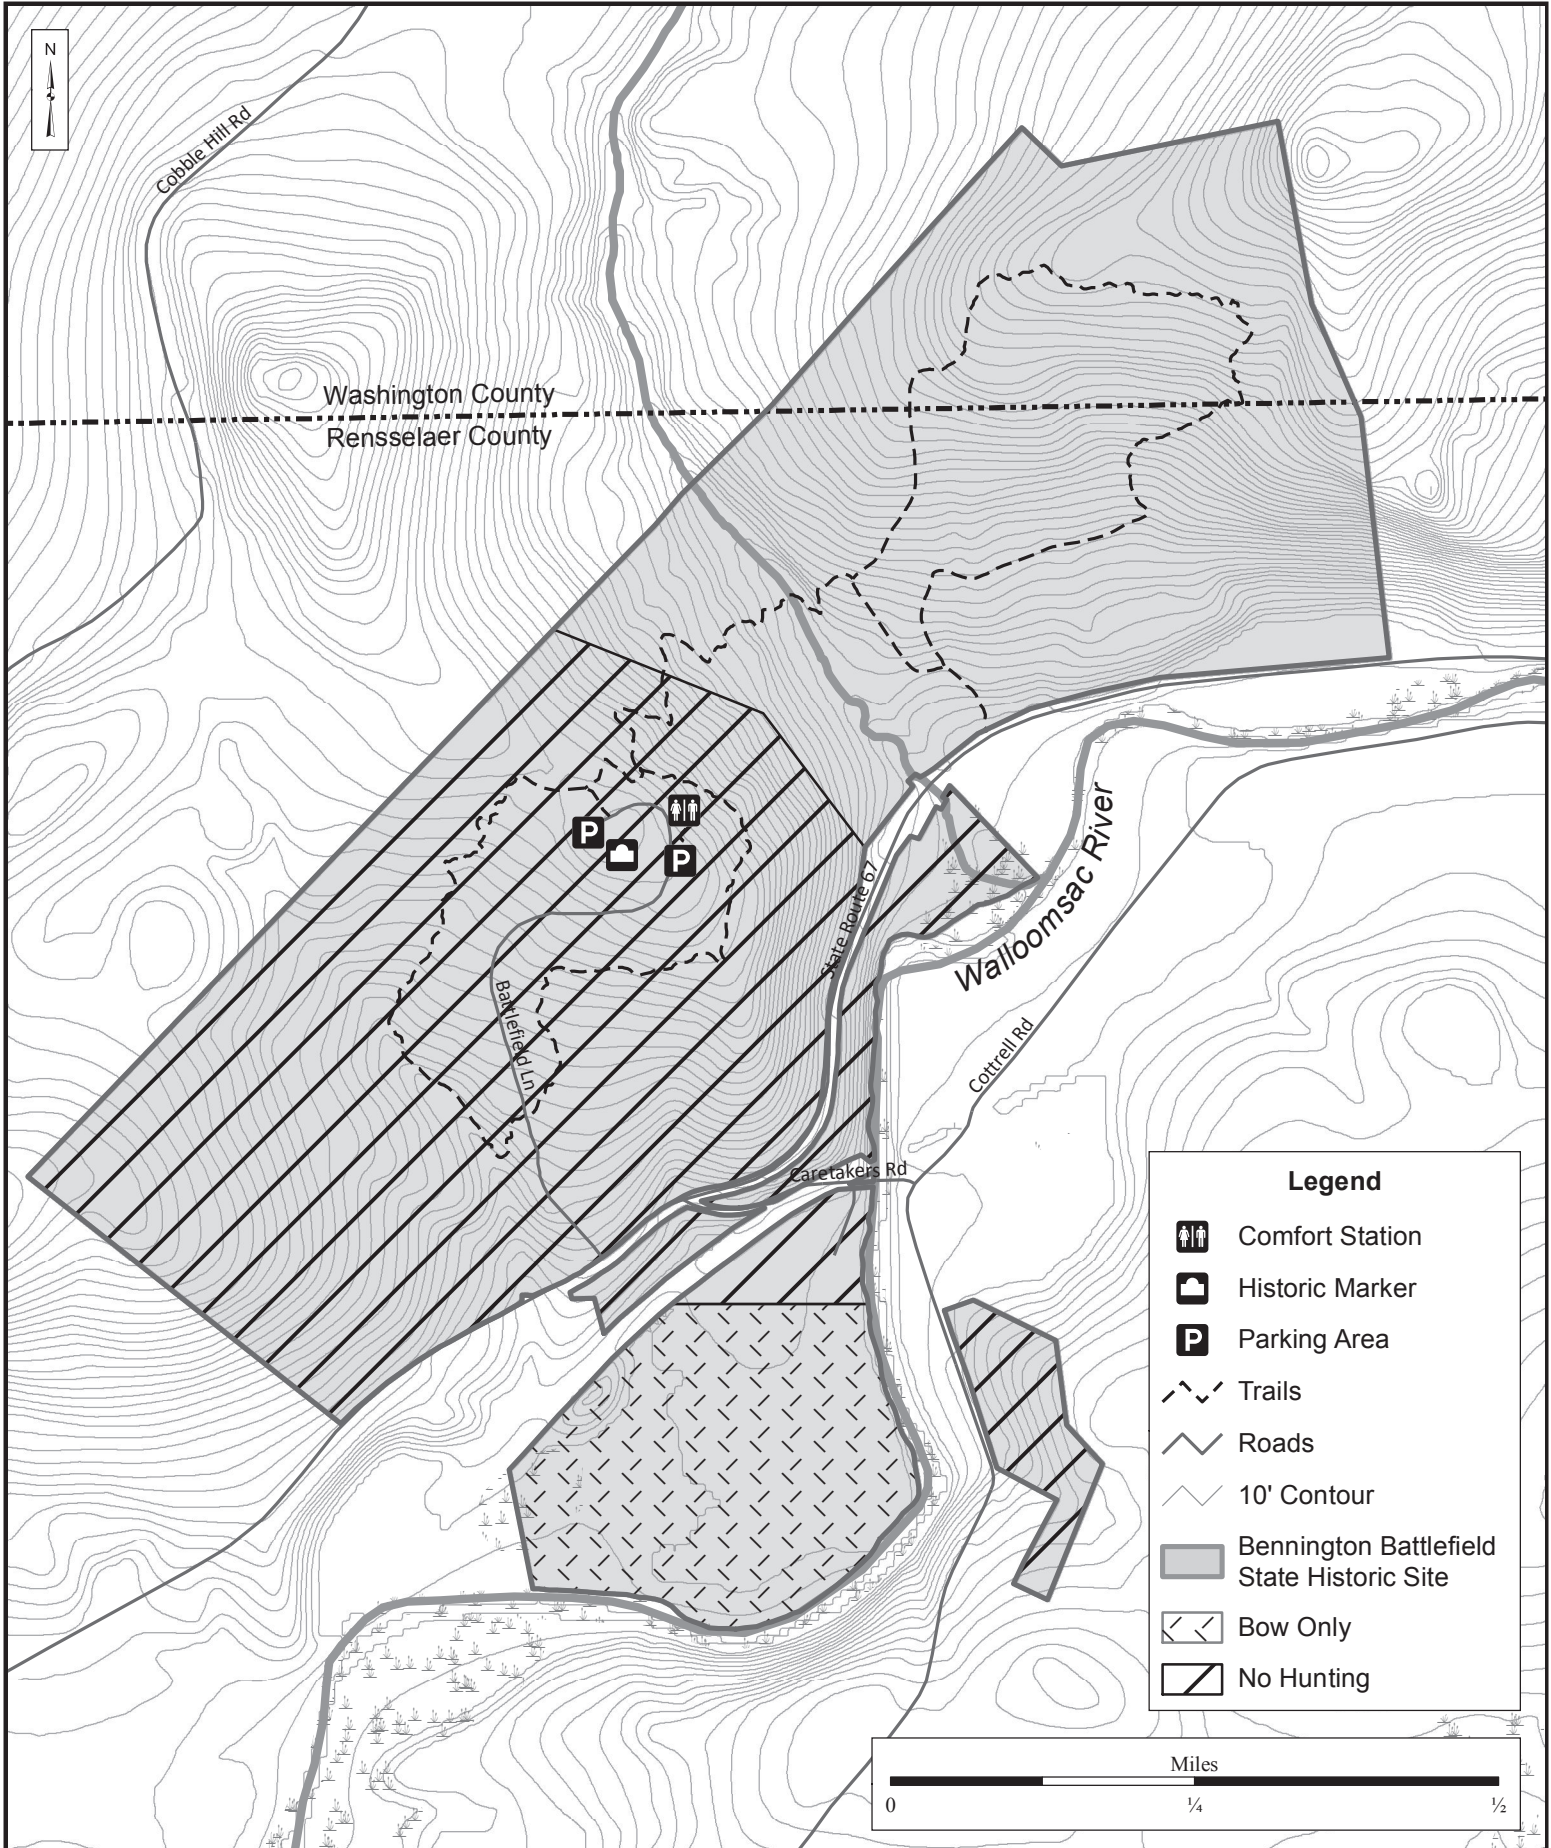 N
Cobble Hill Rd
Washington County
Rensselaer County
P
P
State Route 67
Walloomsac River
Battlefield Ln
Cottrell Rd
Caretakers Rd
Legend
Comfort Station
Historic Marker
P Parking Area
Trails
Roads
10' Contour
Bennington Battlefield
State Historic Site
Bow Only
No Hunting
Miles
0 ¼ ½